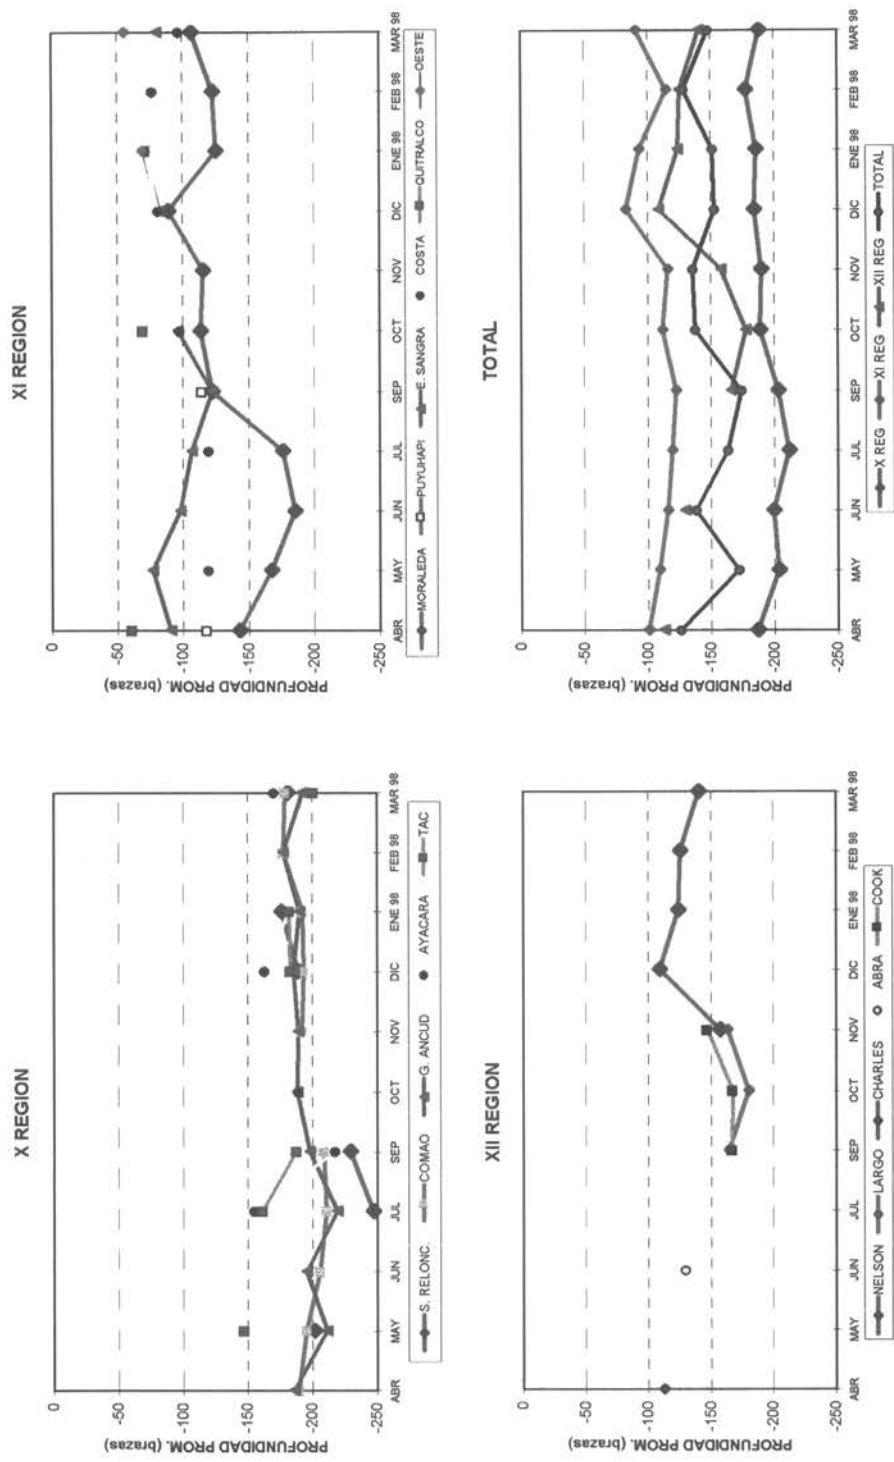 X REGION
PROFUNDIDAD PROM. (brazas)
0
-50
-100
-150
-200
-250
ABR MAY JUN JUL SEP OCT NOV DIC ENE 98 FEB 98 MAR 98
S. RELONC. COMAO G. ANCUD AYACARA TAC
XI REGION
PROFUNDIDAD PROM. (brazas)
0
-50
-100
-150
-200
-250
ABR MAY JUN JUL SEP OCT NOV DIC ENE 98 FEB 98 MAR 98
MORALEDA PUYUHAPI E. SANGRA COSTA QUITRALCO OESTE
XII REGION
PROFUNDIDAD PROM. (brazas)
0
-50
-100
-150
-200
-250
ABR MAY JUN JUL SEP OCT NOV DIC ENE 98 FEB 98 MAR 98
NELSON LARGO CHARLES ABRA COOK
TOTAL
PROFUNDIDAD PROM. (brazas)
0
-50
-100
-150
-200
-250
ABR MAY JUN JUL SEP OCT NOV DIC ENE 98 FEB 98 MAR 98
X REG XI REG XII REG TOTAL